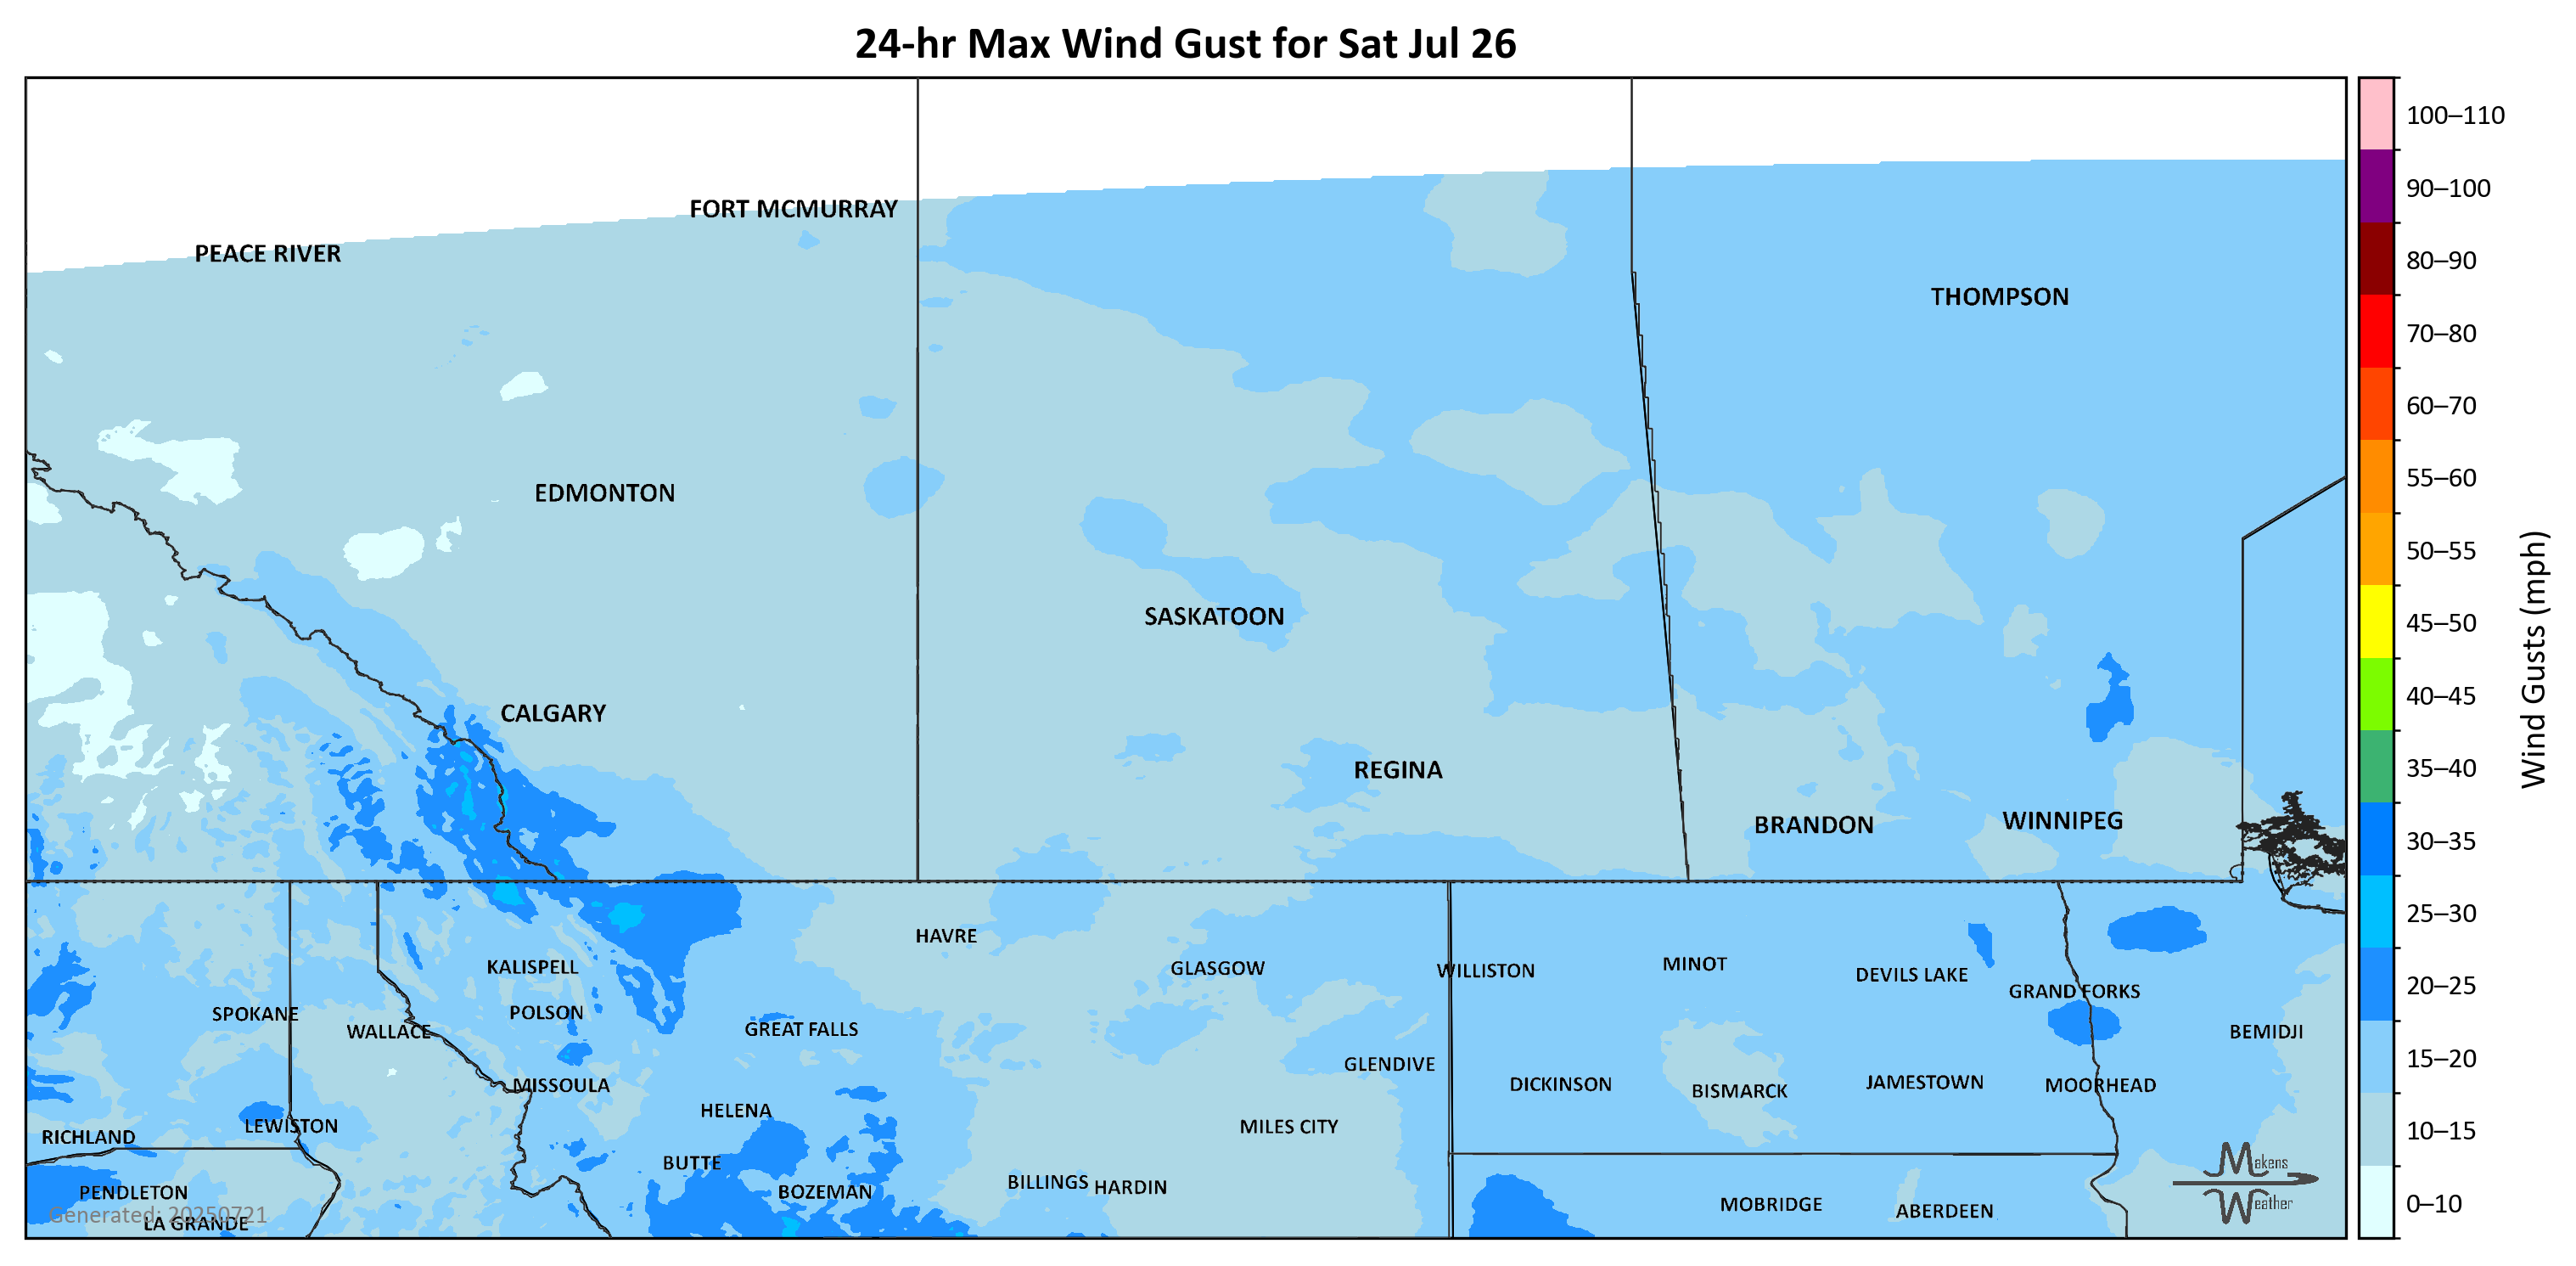 24-hr Max Wind Gust for Sat Jul 26
100–110
90–100
80–90
70–80
60–70
55–60
50–55
45–50
40–45
35–40
30–35
25–30
20–25
15–20
10–15
0–10
Wind Gusts (mph)
FORT MCMURRAY
PEACE RIVER
THOMPSON
EDMONTON
SASKATOON
CALGARY
REGINA
BRANDON
WINNIPEG
HAVRE
KALISPELL
GLASGOW
WILLISTON
MINOT
DEVILS LAKE
GRAND FORKS
SPOKANE
POLSON
WALLACE
GREAT FALLS
BEMIDJI
GLENDIVE
MISSOULA
DICKINSON
BISMARCK
JAMESTOWN
MOORHEAD
HELENA
LEWISTON
MILES CITY
RICHLAND
BUTTE
PENDLETON
BOZEMAN
BILLINGS
HARDIN
MOBRIDGE
ABERDEEN
Generated: 20250721
LA GRANDE
Makens
Weather